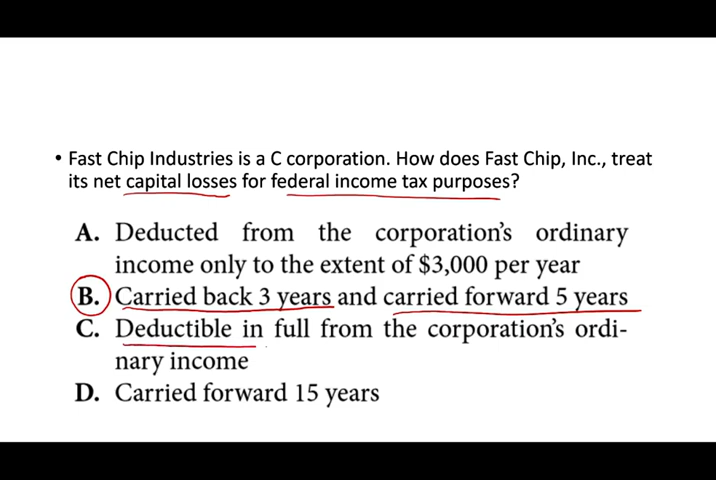 • Fast Chip Industries is a C corporation. How does Fast Chip, Inc., treat
its net capital losses for federal income tax purposes?
A. Deducted from the corporation's ordinary
income only to the extent of $3,000 per year
B. Carried back 3 years and carried forward 5 years
C. Deductible in full from the corporation's ordi-
nary income
D. Carried forward 15 years